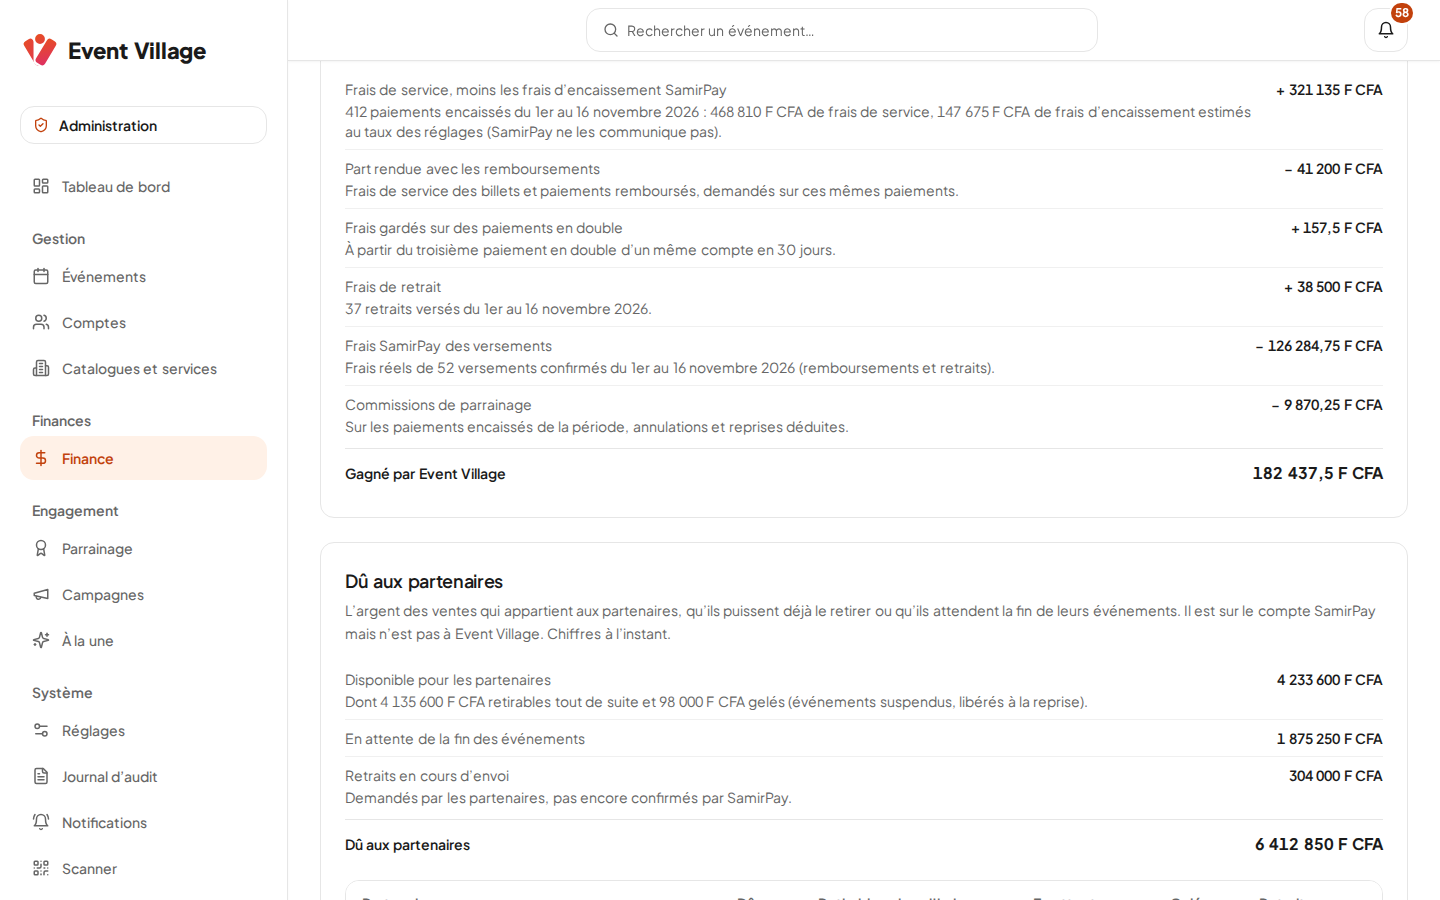 Event Village
Rechercher un événement…
58
Administration
Tableau de bord
Gestion
Événements
Comptes
Catalogues et services
Finances
Finance
Engagement
Parrainage
Campagnes
À la une
Système
Réglages
Journal d’audit
Notifications
Scanner
Frais de service, moins les frais d’encaissement SamirPay
+ 321 135 F CFA
412 paiements encaissés du 1er au 16 novembre 2026 : 468 810 F CFA de frais de service, 147 675 F CFA de frais d’encaissement estimés
au taux des réglages (SamirPay ne les communique pas).
Part rendue avec les remboursements
− 41 200 F CFA
Frais de service des billets et paiements remboursés, demandés sur ces mêmes paiements.
Frais gardés sur des paiements en double
+ 157,5 F CFA
À partir du troisième paiement en double d’un même compte en 30 jours.
Frais de retrait
+ 38 500 F CFA
37 retraits versés du 1er au 16 novembre 2026.
Frais SamirPay des versements
− 126 284,75 F CFA
Frais réels de 52 versements confirmés du 1er au 16 novembre 2026 (remboursements et retraits).
Commissions de parrainage
− 9 870,25 F CFA
Sur les paiements encaissés de la période, annulations et reprises déduites.
Gagné par Event Village
182 437,5 F CFA
Dû aux partenaires
L’argent des ventes qui appartient aux partenaires, qu’ils puissent déjà le retirer ou qu’ils attendent la fin de leurs événements. Il est sur le compte SamirPay
mais n’est pas à Event Village. Chiffres à l’instant.
Disponible pour les partenaires
4 233 600 F CFA
Dont 4 135 600 F CFA retirables tout de suite et 98 000 F CFA gelés (événements suspendus, libérés à la reprise).
En attente de la fin des événements
1 875 250 F CFA
Retraits en cours d’envoi
304 000 F CFA
Demandés par les partenaires, pas encore confirmés par SamirPay.
Dû aux partenaires
6 412 850 F CFA